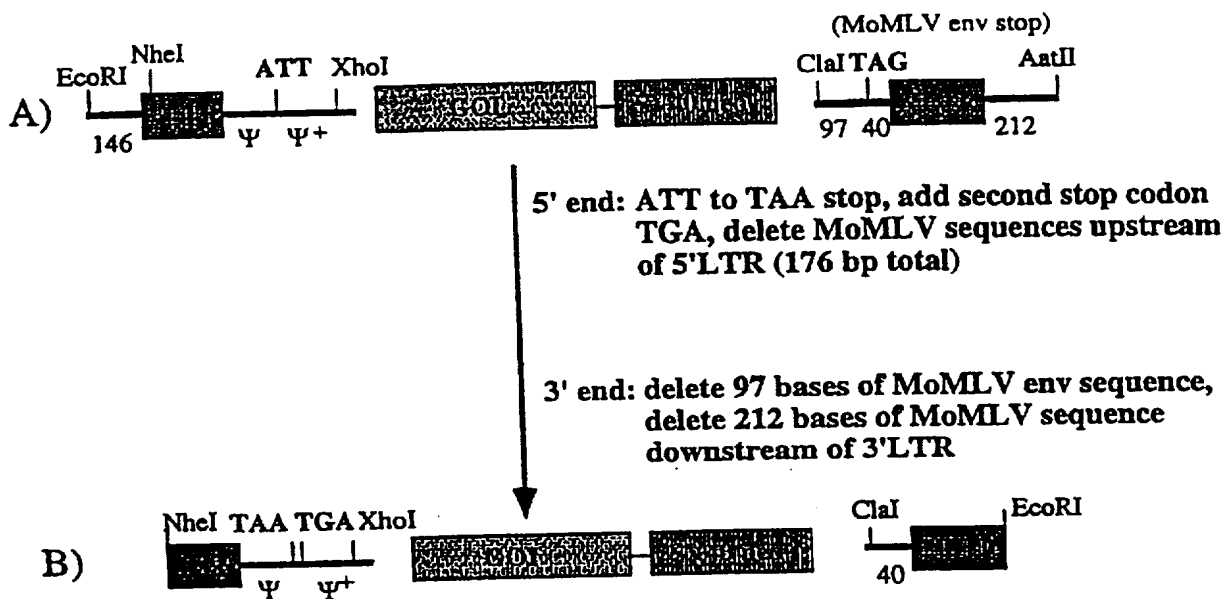 (MoMLV env stop)
NheI
EcoRI ATT XhoI
ClaI TAG AatII
A)
146 Ψ Ψ+ 97 40 212
5' end: ATT to TAA stop, add second stop codon
TGA, delete MoMLV sequences upstream
of 5'LTR (176 bp total)
3' end: delete 97 bases of MoMLV env sequence,
delete 212 bases of MoMLV sequence
downstream of 3'LTR
NheI TAA TGA XhoI ClaI EcoRI
B)
Ψ Ψ+ 40